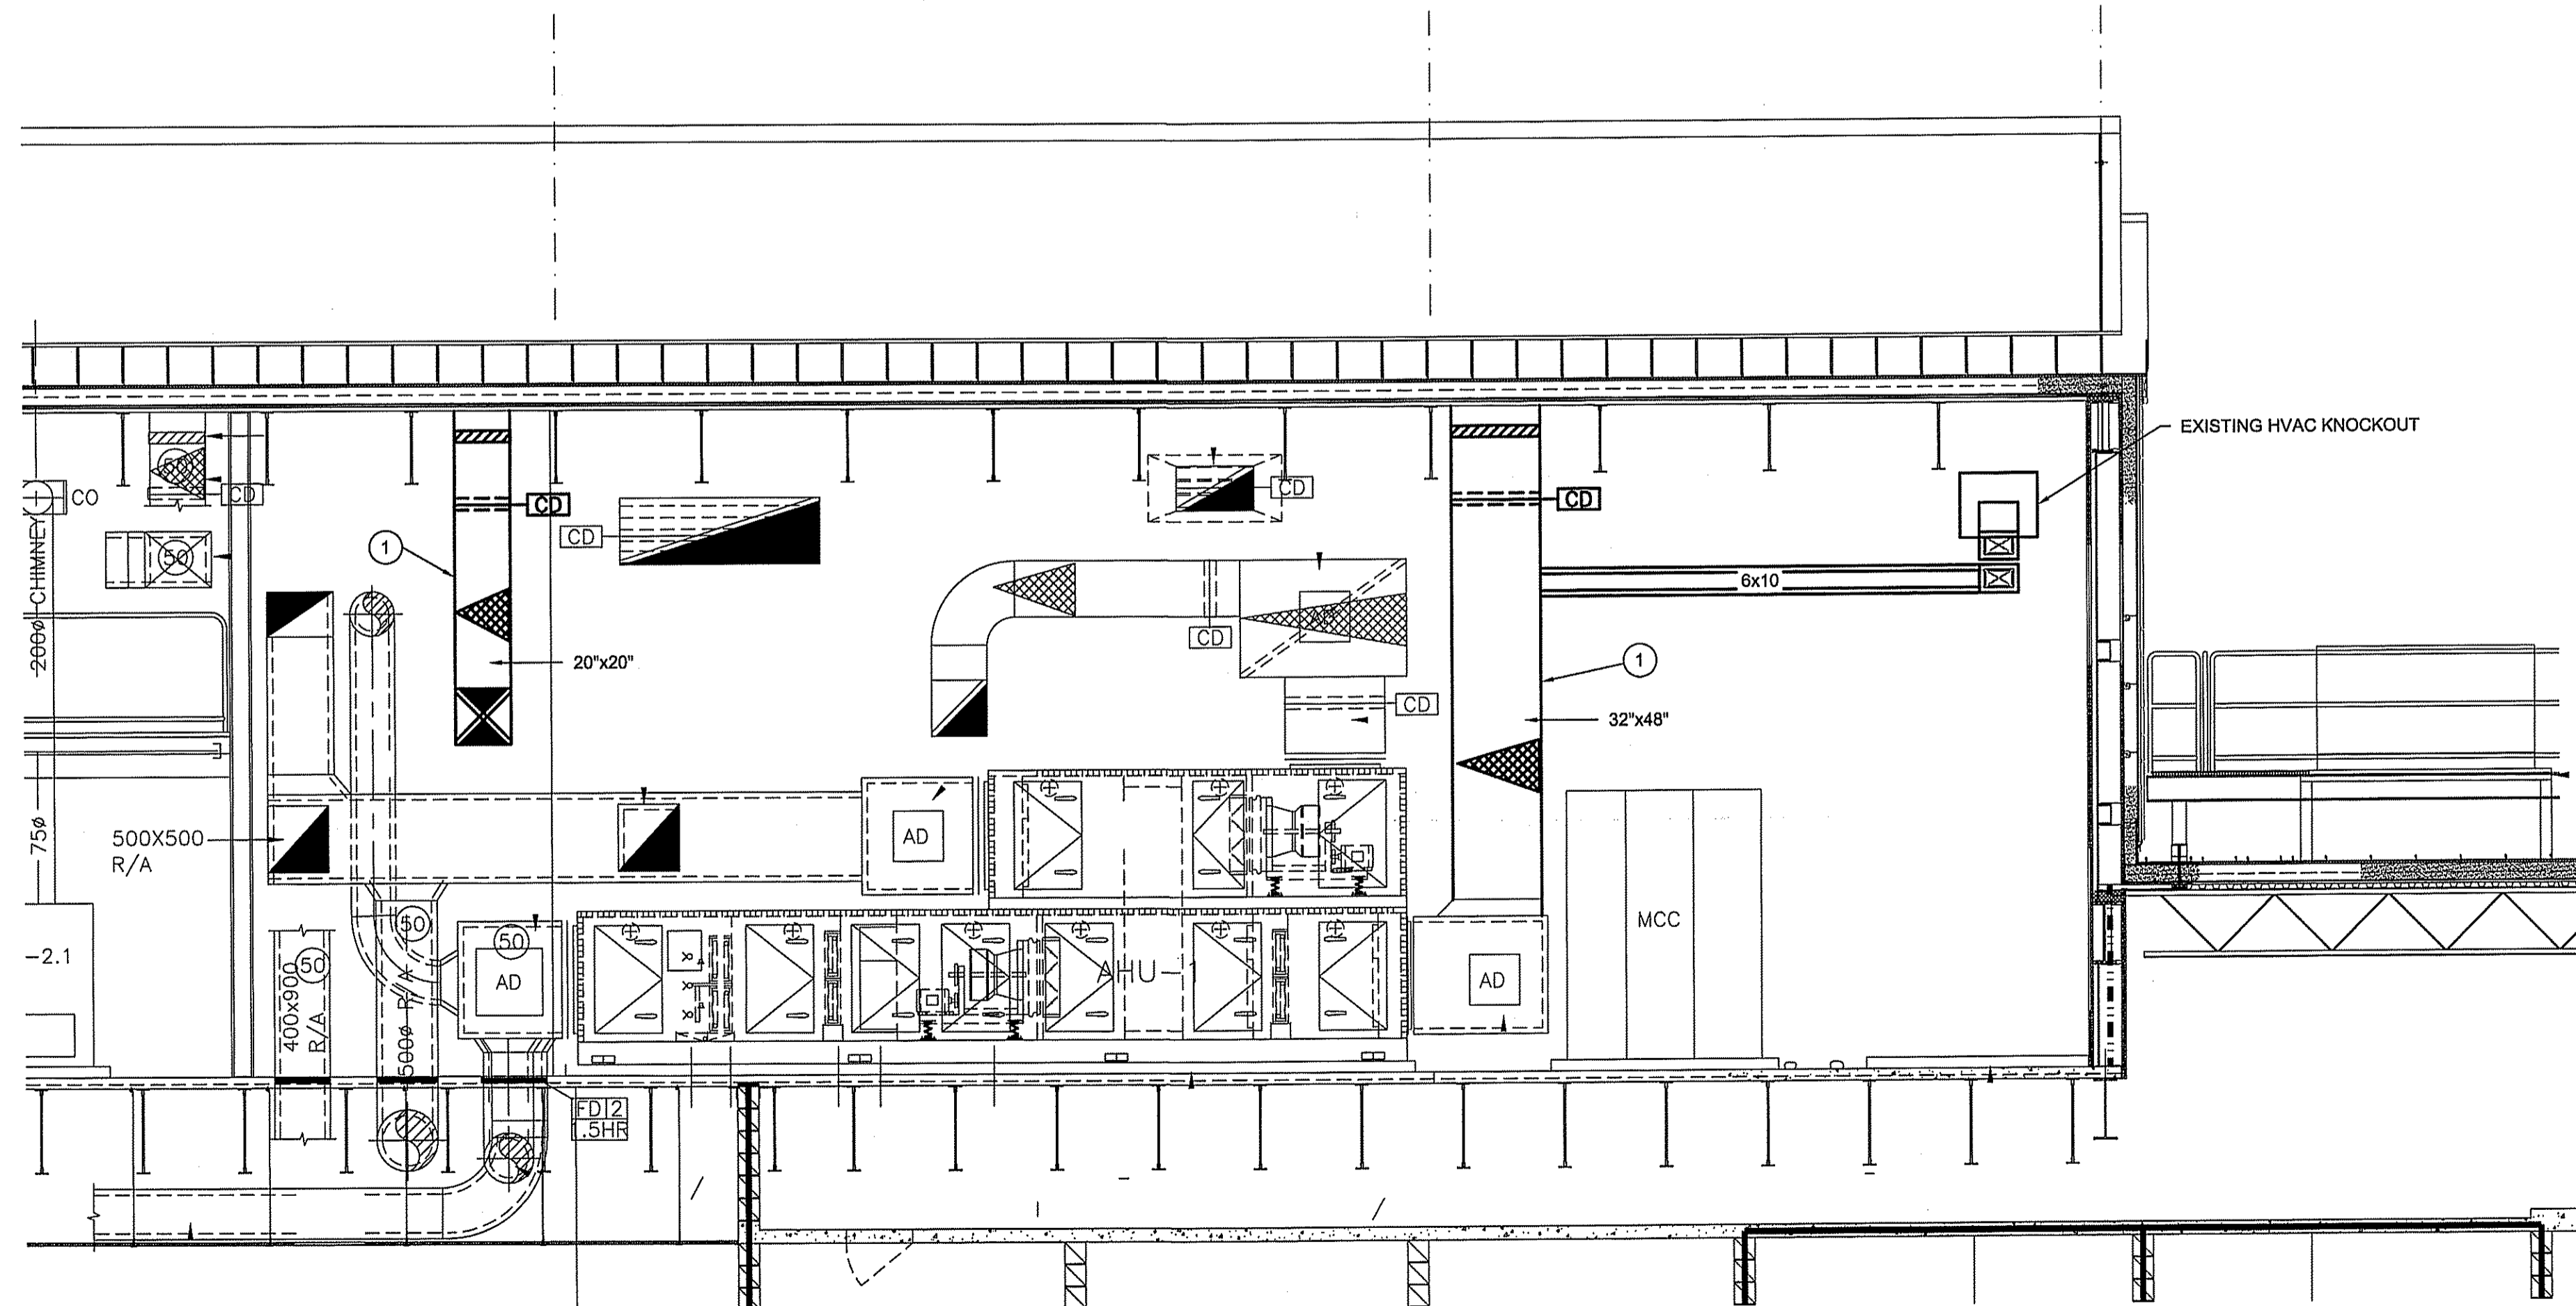 EXISTING HVAC KNOCKOUT
50
CD
CO
CD
CD
CD
CD
CD
50
1
200ø CHIMNEY
6x10
CD
1
20"x20"
CD
32"x48"
75ø
500X500
R/A
AD
MCC
50
50
-2.1
50
AD
AHU-1
AD
400x900
R/A
500ø R/A
FD 2
1.5HR